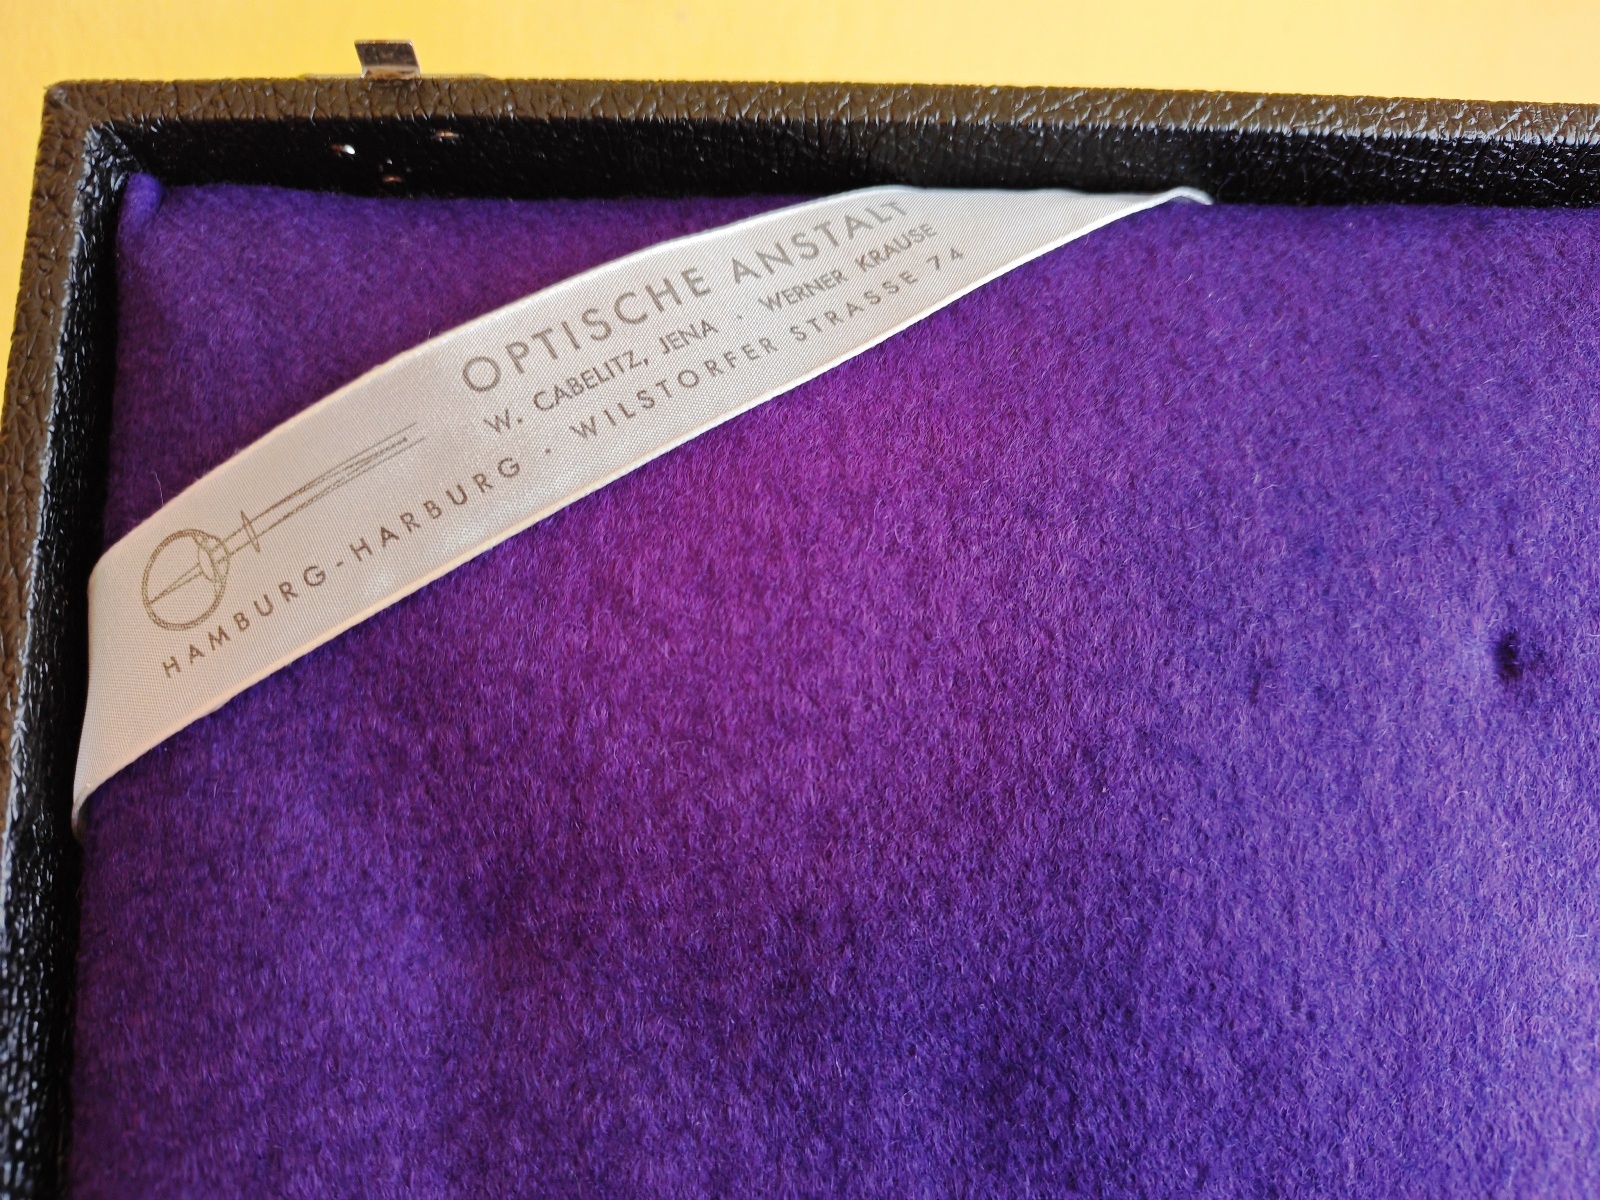 OPTISCHE ANSTALT
W. CABELITZ, JENA · WERNER KRAUSE
HAMBURG-HARBURG · WILSTORFER STRASSE 74